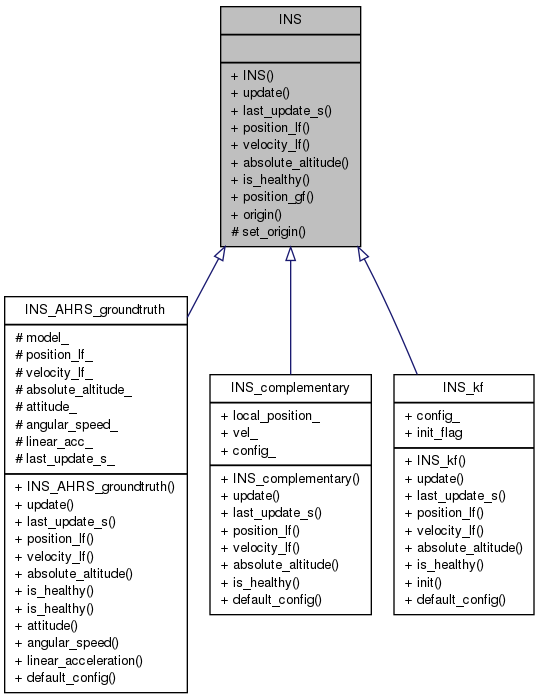 INS
+ INS()
+ update()
+ last_update_s()
+ position_lf()
+ velocity_lf()
+ absolute_altitude()
+ is_healthy()
+ position_gf()
+ origin()
# set_origin()
INS_AHRS_groundtruth
# model_
# position_lf_
# velocity_lf_
# absolute_altitude_
# attitude_
# angular_speed_
# linear_acc_
# last_update_s_
+ INS_AHRS_groundtruth()
+ update()
+ last_update_s()
+ position_lf()
+ velocity_lf()
+ absolute_altitude()
+ is_healthy()
+ is_healthy()
+ attitude()
+ angular_speed()
+ linear_acceleration()
+ default_config()
INS_complementary
+ local_position_
+ vel_
+ config_
+ INS_complementary()
+ update()
+ last_update_s()
+ position_lf()
+ velocity_lf()
+ absolute_altitude()
+ is_healthy()
+ default_config()
INS_kf
+ config_
+ init_flag
+ INS_kf()
+ update()
+ last_update_s()
+ position_lf()
+ velocity_lf()
+ absolute_altitude()
+ is_healthy()
+ init()
+ default_config()